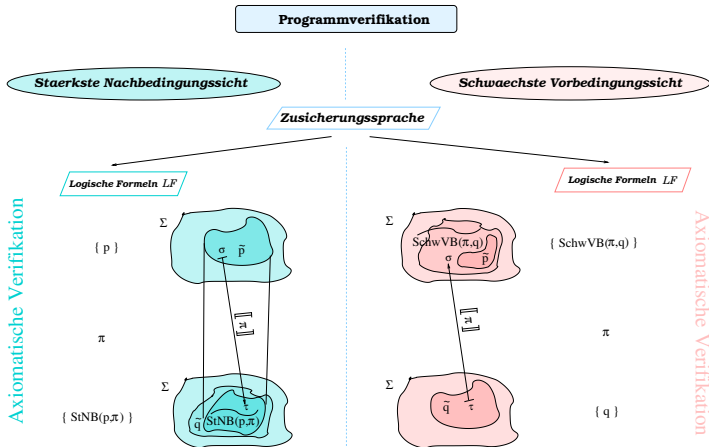 Programmverifikation
Staerkste Nachbedingungssicht
Schwaechste Vorbedingungssicht
Zusicherungssprache
Logische Formeln LF
Logische Formeln LF
Axiomatische Verifikation
Axiomatische Verifikation
Σ
{ p }
σ p̃
Σ
SchwVB(π,q)
σ p̃
{ SchwVB(π,q) }
π
[[ π ]]
[[ π ]]
π
Σ
{ StNB(p,π) }
τ
q̃ StNB(p,π)
Σ
q̃ τ
{ q }